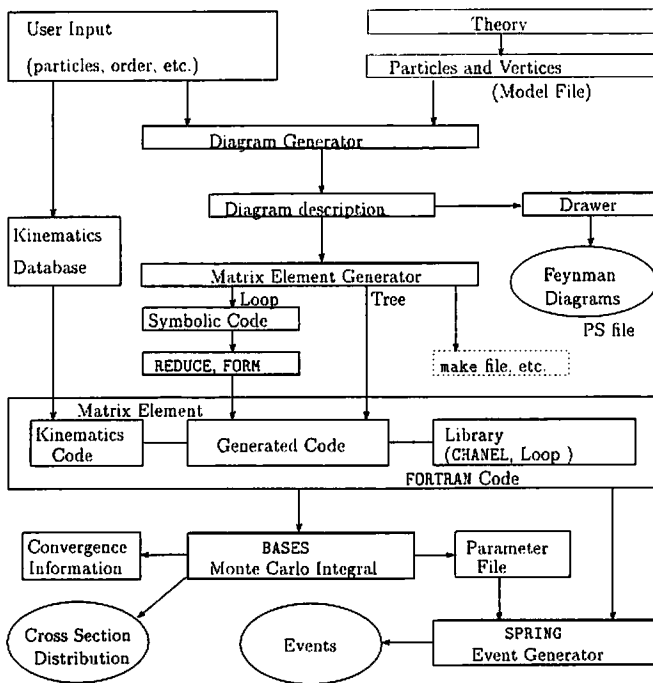 User Input
(particles, order, etc.)
Theory
Particles and Vertices
(Model File)
Diagram Generator
Diagram description
Drawer
Kinematics
Database
Matrix Element Generator
Feynman
Diagrams
PS file
Loop
Tree
Symbolic Code
REDUCE, FORM
make file, etc.
Matrix Element
Kinematics
Code
Generated Code
Library
(CHANEL, Loop )
FORTRAN Code
Convergence
Information
BASES
Monte Carlo Integral
Parameter
File
Cross Section
Distribution
Events
SPRING
Event Generator